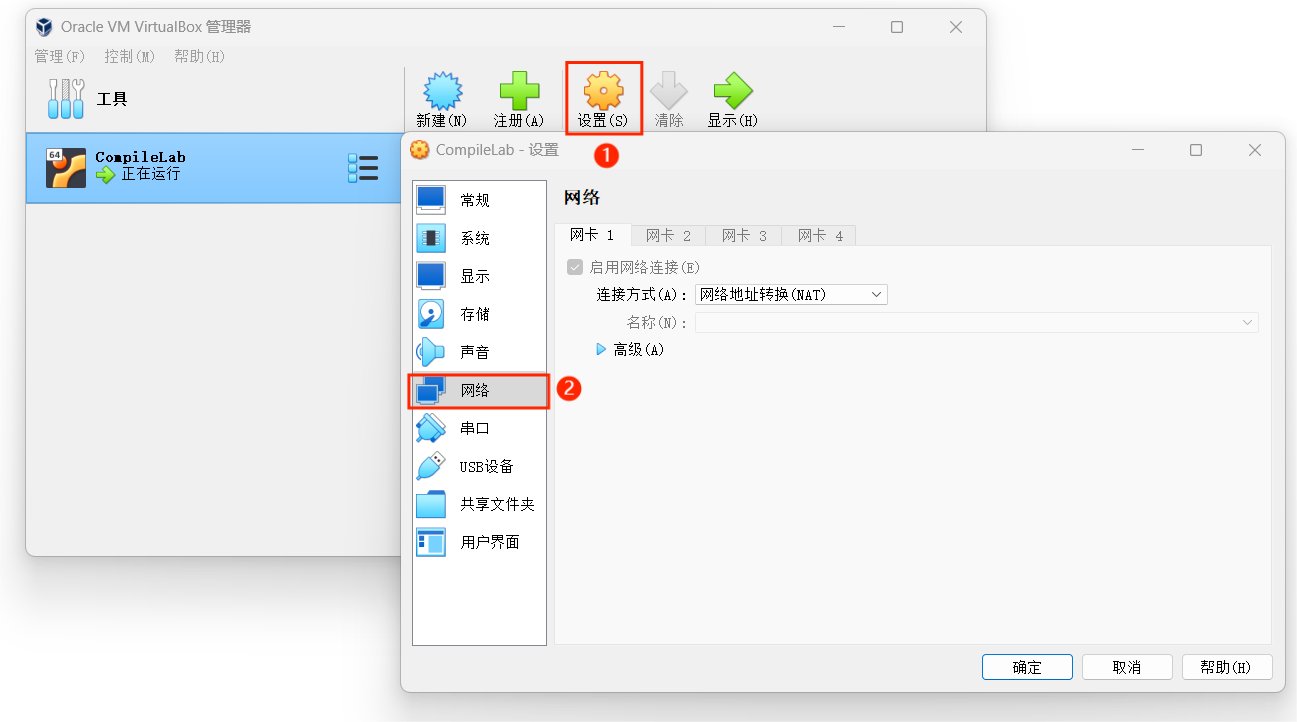 Oracle VM VirtualBox 管理器
管理(F) 控制(M) 帮助(H)
工具
新建(N) 注册(A) 设置(S) 清除 显示(H)
1
64
CompileLab
正在运行
CompileLab - 设置
常规
系统
显示
存储
声音
网络
2
串口
USB设备
共享文件夹
用户界面
网络
网卡 1 网卡 2 网卡 3 网卡 4
启用网络连接(E)
连接方式(A): 网络地址转换(NAT)
名称(N):
高级(A)
确定 取消 帮助(H)